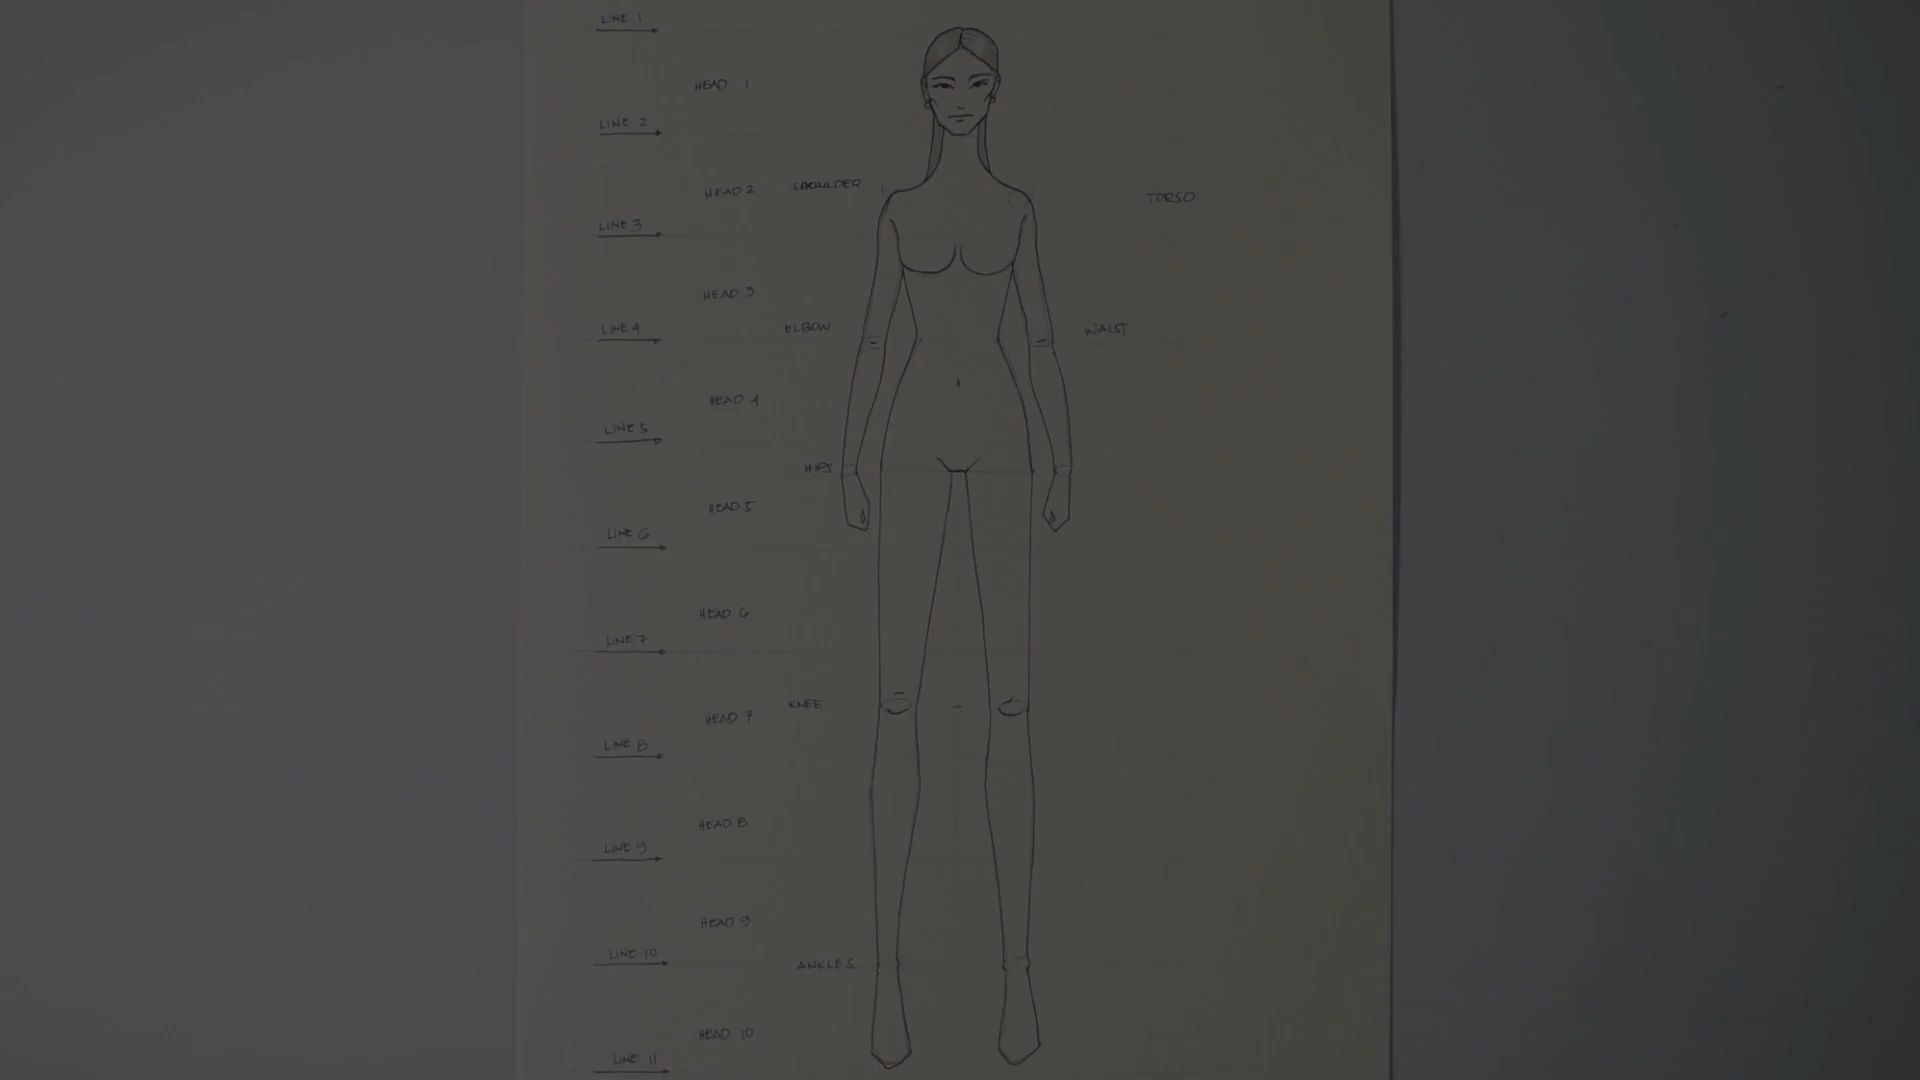 LINE 1
HEAD 1
LINE 2
HEAD 2 SHOULDER TORSO
LINE 3
HEAD 3
LINE 4 ELBOW WAIST
HEAD 4
LINE 5
HIPS
HEAD 5
LINE 6
HEAD 6
LINE 7
HEAD 7 KNEE
LINE 8
HEAD 8
LINE 9
HEAD 9
LINE 10 ANKLES
HEAD 10
LINE 11